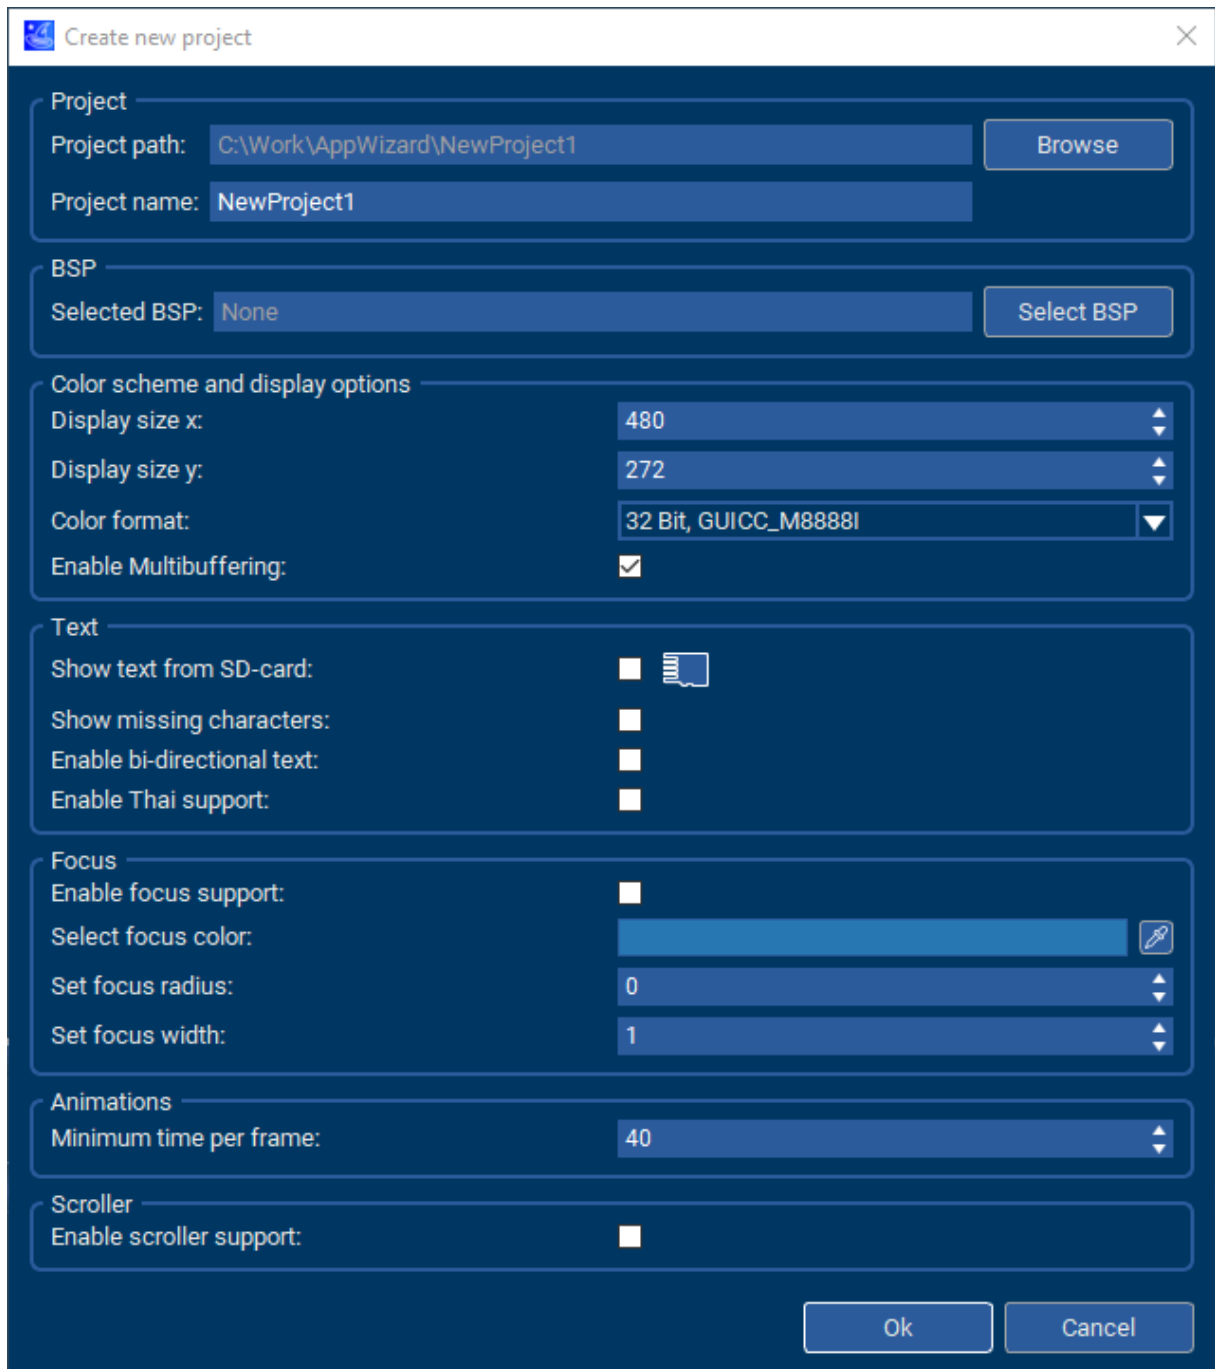 Create new project
Project
Project path: C:\Work\AppWizard\NewProject1 Browse
Project name: NewProject1
BSP
Selected BSP: None Select BSP
Color scheme and display options
Display size x: 480
Display size y: 272
Color format: 32 Bit, GUICC_M8888I
Enable Multibuffering:
Text
Show text from SD-card:
Show missing characters:
Enable bi-directional text:
Enable Thai support:
Focus
Enable focus support:
Select focus color:
Set focus radius: 0
Set focus width: 1
Animations
Minimum time per frame: 40
Scroller
Enable scroller support:
Ok Cancel